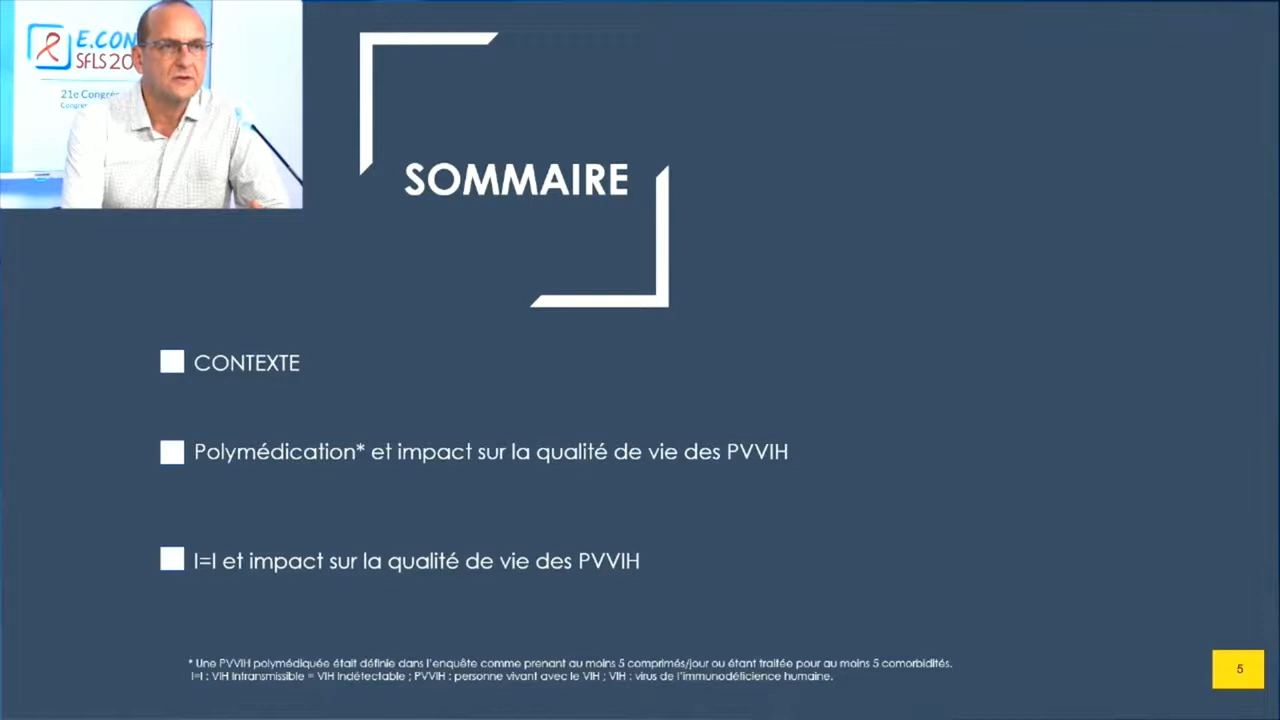 E.CON
SFLS 20
21e Congrès
SOMMAIRE
CONTEXTE
Polymédication* et impact sur la qualité de vie des PVVIH
I=I et impact sur la qualité de vie des PVVIH
* Une PVVIH polymédiquée était définie dans l'enquête comme prenant au moins 5 comprimés/jour ou étant traitée pour au moins 5 comorbidités.
I=I : VIH Intransmissible = VIH Indétectable ; PVVIH : personne vivant avec le VIH ; VIH : virus de l'immunodéficience humaine.
5